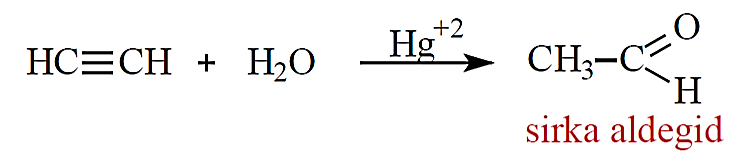 HC≡CH + H₂O Hg⁺² CH₃–C O H
sirka aldegid